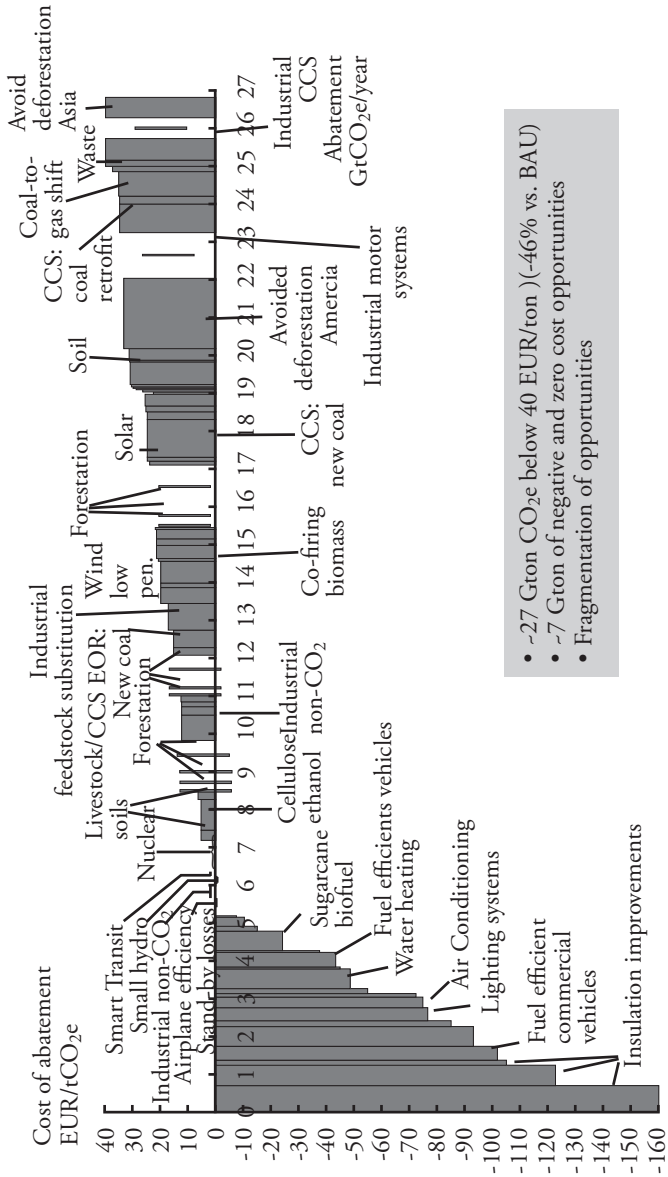 Cost of abatement
EUR/tCO2e
40
30
20
10
0
-10
-20
-30
-40
-50
-60
-70
-80
-90
-100
-110
-120
-130
-140
-150
-160
0
1
2
3
4
5
6
7
8
9
10
11
12
13
14
15
16
17
18
19
20
21
22
23
24
25
26
27
Smart Transit
Small hydro
Industrial non-CO2
Airplane efficiency
Stand-by losses
Nuclear
Livestock/
soils
Forestation
CCS EOR:
New coal
Forestation
Industrial
feedstock substitution
Wind
low
pen.
Forestation
Solar
Soil
CCS:
coal
retrofit
Coal-to-
gas shift
Waste
Avoid
deforestation
Asia
Insulation improvements
Fuel efficient
commercial
vehicles
Lighting systems
Air Conditioning
Water heating
Fuel efficients vehicles
Sugarcane
biofuel
Cellulose
ethanol
Industrial
non-CO2
Co-firing
biomass
CCS:
new coal
Avoided
deforestation
Amercia
Industrial motor
systems
Industrial
CCS
Abatement
GtCO2e/year
• ~27 Gton CO2e below 40 EUR/ton )(-46% vs. BAU)
• ~7 Gton of negative and zero cost opportunities
• Fragmentation of opportunities